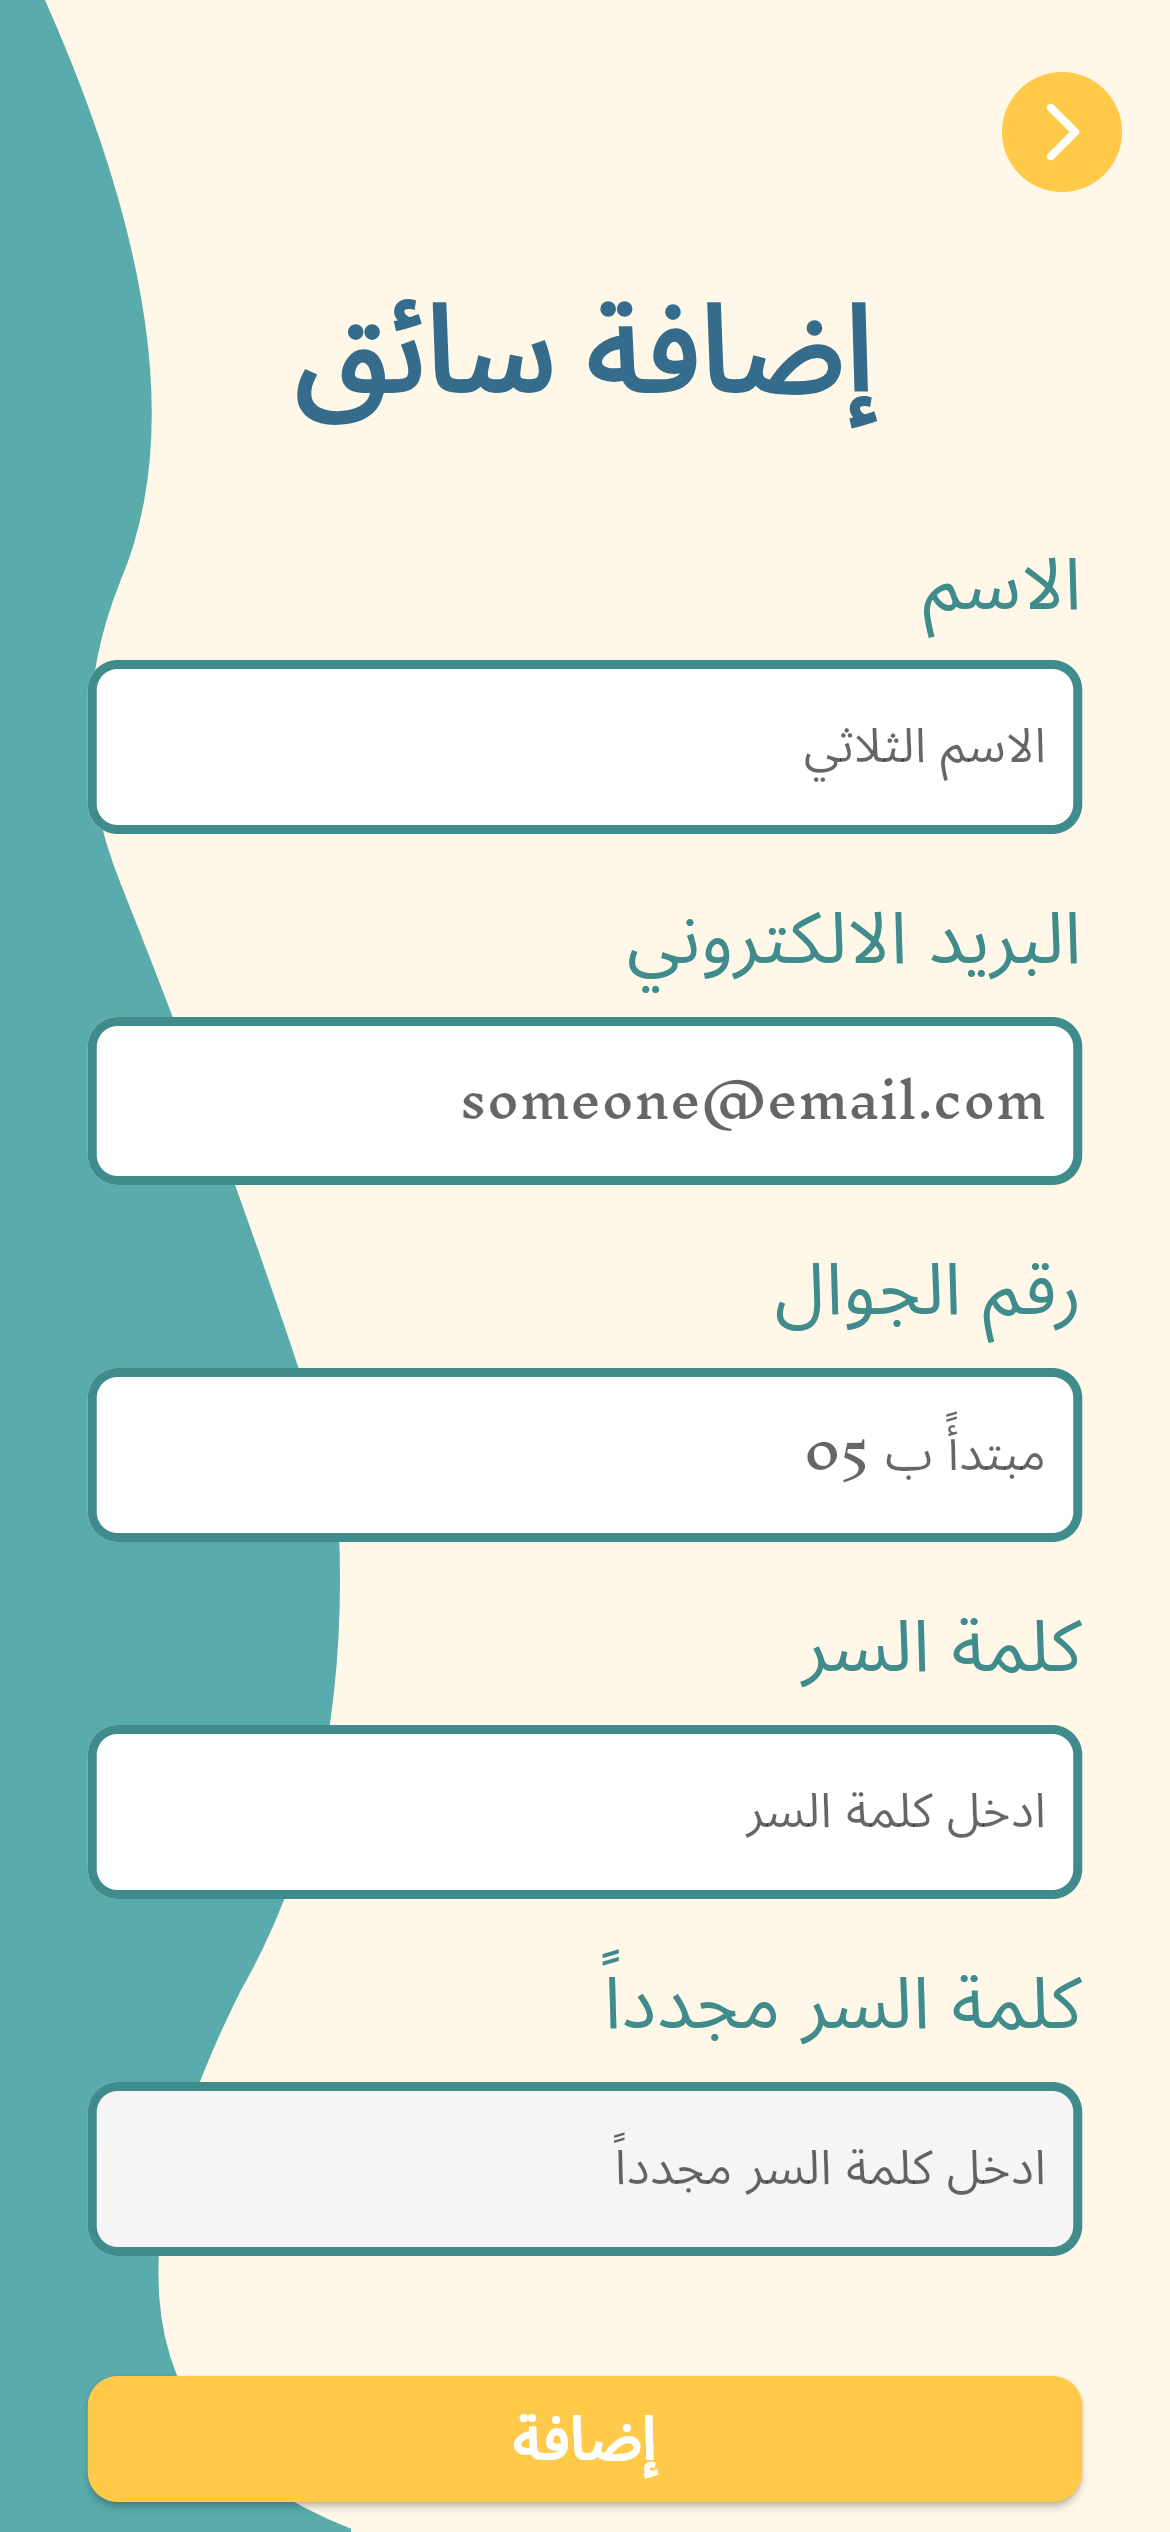 إضافة سائق
الاسم
الاسم الثلاثي
البريد الالكتروني
someone@email.com
رقم الجوال
مبتدأً ب 05
كلمة السر
ادخل كلمة السر
كلمة السر مجدداً
ادخل كلمة السر مجدداً
إضافة